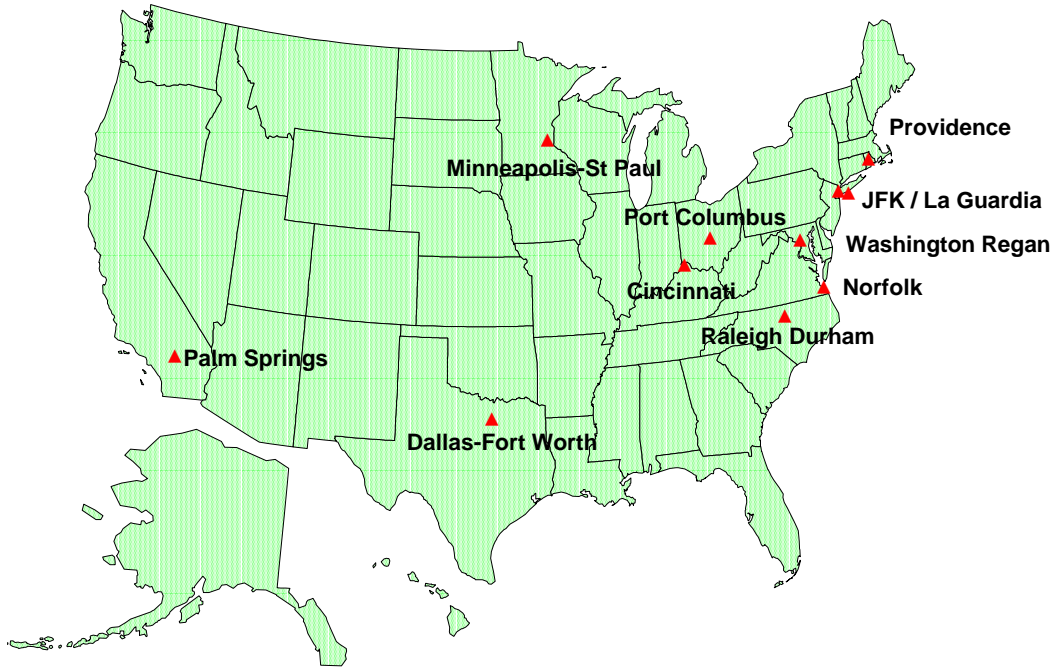 Providence
Minneapolis-St Paul
JFK / La Guardia
Port Columbus
Washington Regan
Cincinnati
Norfolk
Raleigh Durham
Palm Springs
Dallas-Fort Worth